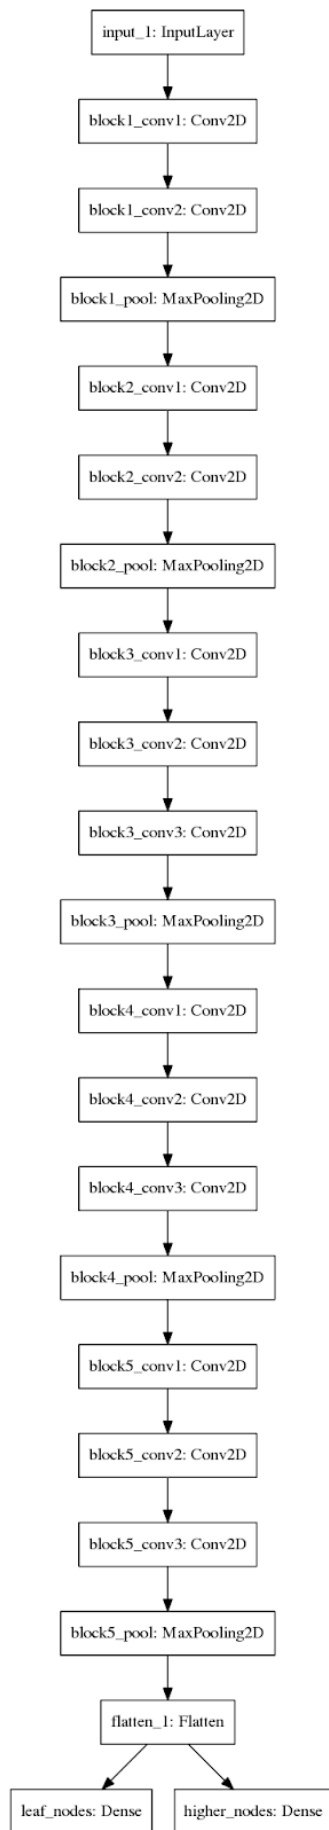 input_1: InputLayer
block1_conv1: Conv2D
block1_conv2: Conv2D
block1_pool: MaxPooling2D
block2_conv1: Conv2D
block2_conv2: Conv2D
block2_pool: MaxPooling2D
block3_conv1: Conv2D
block3_conv2: Conv2D
block3_conv3: Conv2D
block3_pool: MaxPooling2D
block4_conv1: Conv2D
block4_conv2: Conv2D
block4_conv3: Conv2D
block4_pool: MaxPooling2D
block5_conv1: Conv2D
block5_conv2: Conv2D
block5_conv3: Conv2D
block5_pool: MaxPooling2D
flatten_1: Flatten
leaf_nodes: Dense
higher_nodes: Dense